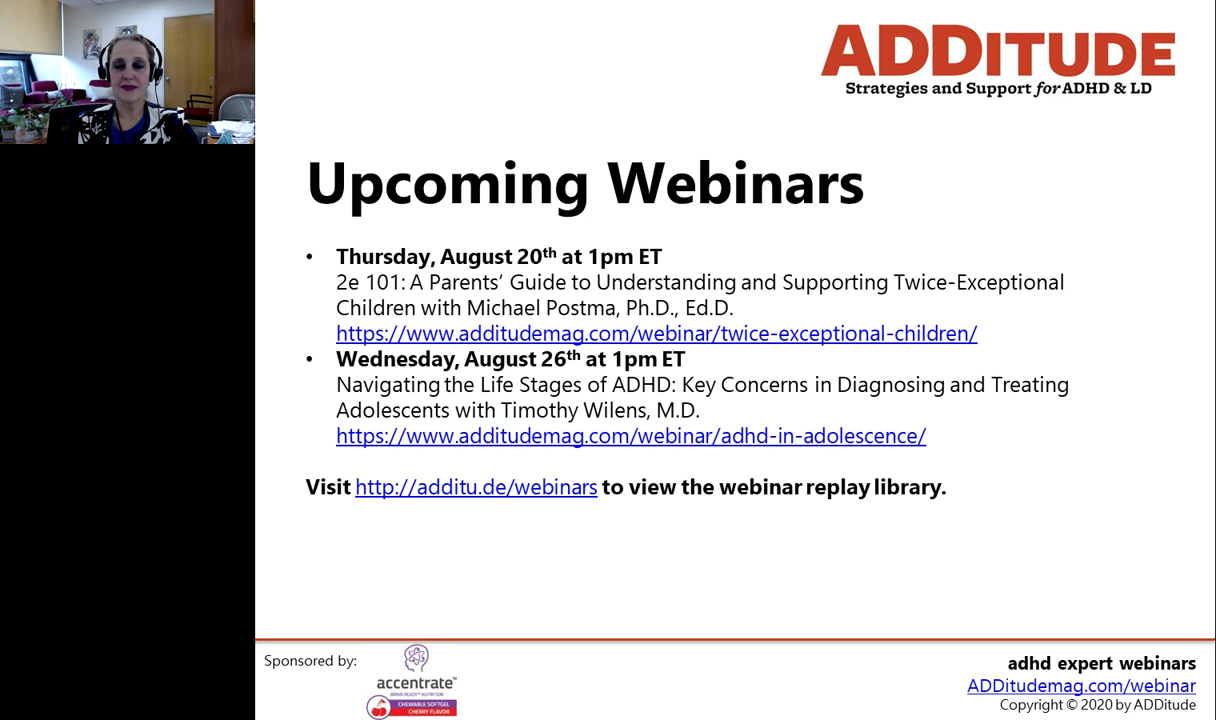 ADDITUDE
Strategies and Support for ADHD & LD
Upcoming Webinars
• Thursday, August 20th at 1pm ET
2e 101: A Parents’ Guide to Understanding and Supporting Twice-Exceptional
Children with Michael Postma, Ph.D., Ed.D.
https://www.additudemag.com/webinar/twice-exceptional-children/
• Wednesday, August 26th at 1pm ET
Navigating the Life Stages of ADHD: Key Concerns in Diagnosing and Treating
Adolescents with Timothy Wilens, M.D.
https://www.additudemag.com/webinar/adhd-in-adolescence/
Visit http://additu.de/webinars to view the webinar replay library.
Sponsored by:
accentrate™
BRAIN READY™ NUTRITION
CHEWABLE SOFTGEL
CHERRY FLAVOR
adhd expert webinars
ADDitudemag.com/webinar
Copyright © 2020 by ADDitude